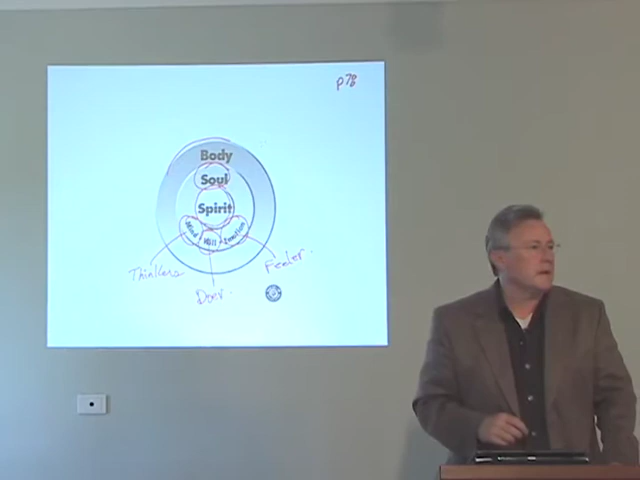 p78
Body
Soul
Spirit
Mind Will Emotion
Thinkers
Feeler.
Doer.